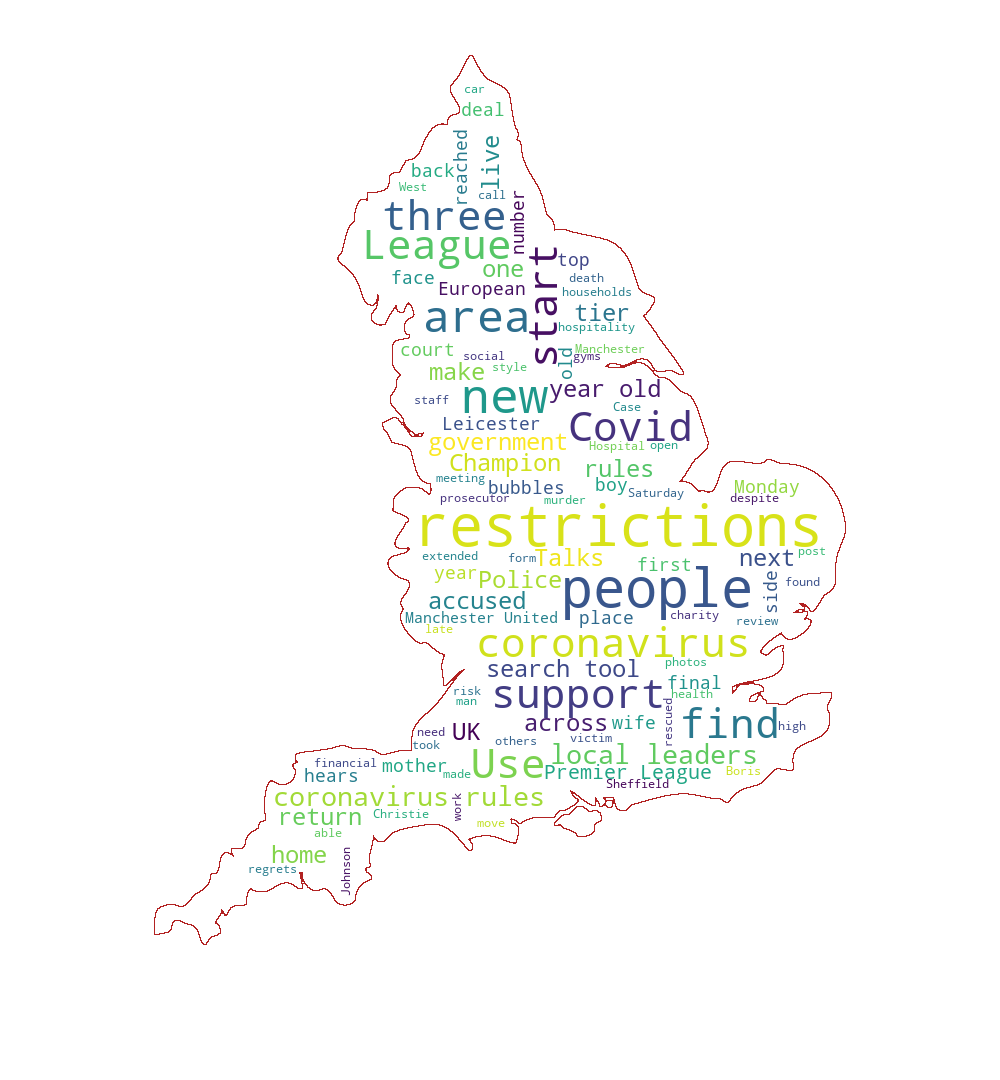 car
deal
reached
live
back
West
call
three
number
League
start
one
top
face
European
death
households
area
tier
hospitality
court
social
old
Manchester
gyms
make
style
new
year old
staff
Case
Leicester
Covid
government
Hospital
open
Champion
rules
meeting
bubbles
boy
Monday
prosecutor
murder
Saturday
despite
restrictions
extended
form
Talks
first
next
post
year
Police
people
side
found
accused
Manchester United
place
charity
review
late
coronavirus
search tool
photos
risk
man
support
final
health
need
UK
across
wife
rescued
find
high
took
others
victim
financial
hears
mother
made
Use
local leaders
Premier League
Boris
Sheffield
coronavirus rules
return
Christie
work
able
move
home
Johnson
regrets